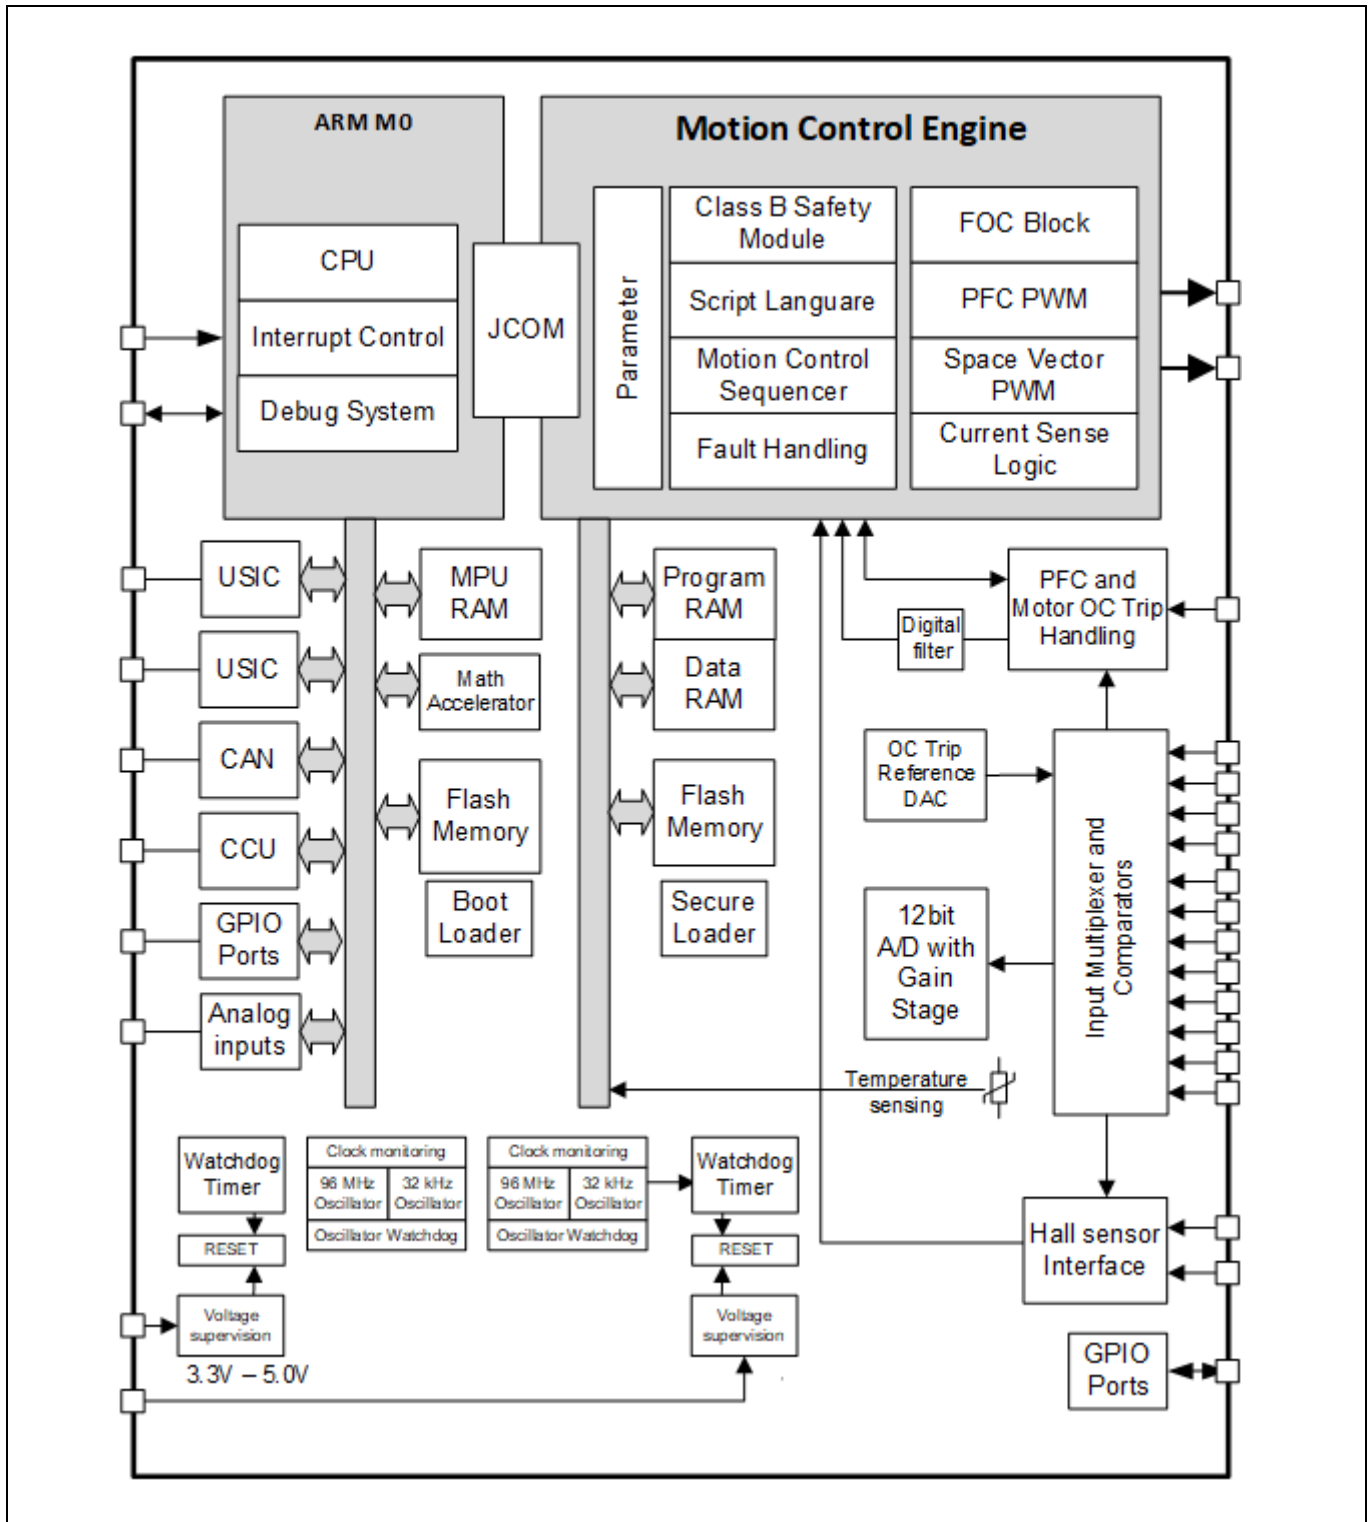 ARM M0
CPU
Interrupt Control
Debug System
JCOM
Motion Control Engine
Parameter
Class B Safety
Module
Script Languare
Motion Control
Sequencer
Fault Handling
FOC Block
PFC PWM
Space Vector
PWM
Current Sense
Logic
USIC
USIC
CAN
CCU
GPIO
Ports
Analog
inputs
MPU
RAM
Math
Accelerator
Flash
Memory
Boot
Loader
Program
RAM
Data
RAM
Flash
Memory
Secure
Loader
Digital
filter
PFC and
Motor OC Trip
Handling
OC Trip
Reference
DAC
12bit
A/D with
Gain
Stage
Input Multiplexer and
Comparators
Temperature
sensing
Watchdog
Timer
RESET
Voltage
supervision
3.3V – 5.0V
Clock monitoring
96 MHz
Oscillator
32 kHz
Oscillator
Oscillator Watchdog
Clock monitoring
96 MHz
Oscillator
32 kHz
Oscillator
Oscillator Watchdog
Watchdog
Timer
RESET
Voltage
supervision
Hall sensor
Interface
GPIO
Ports